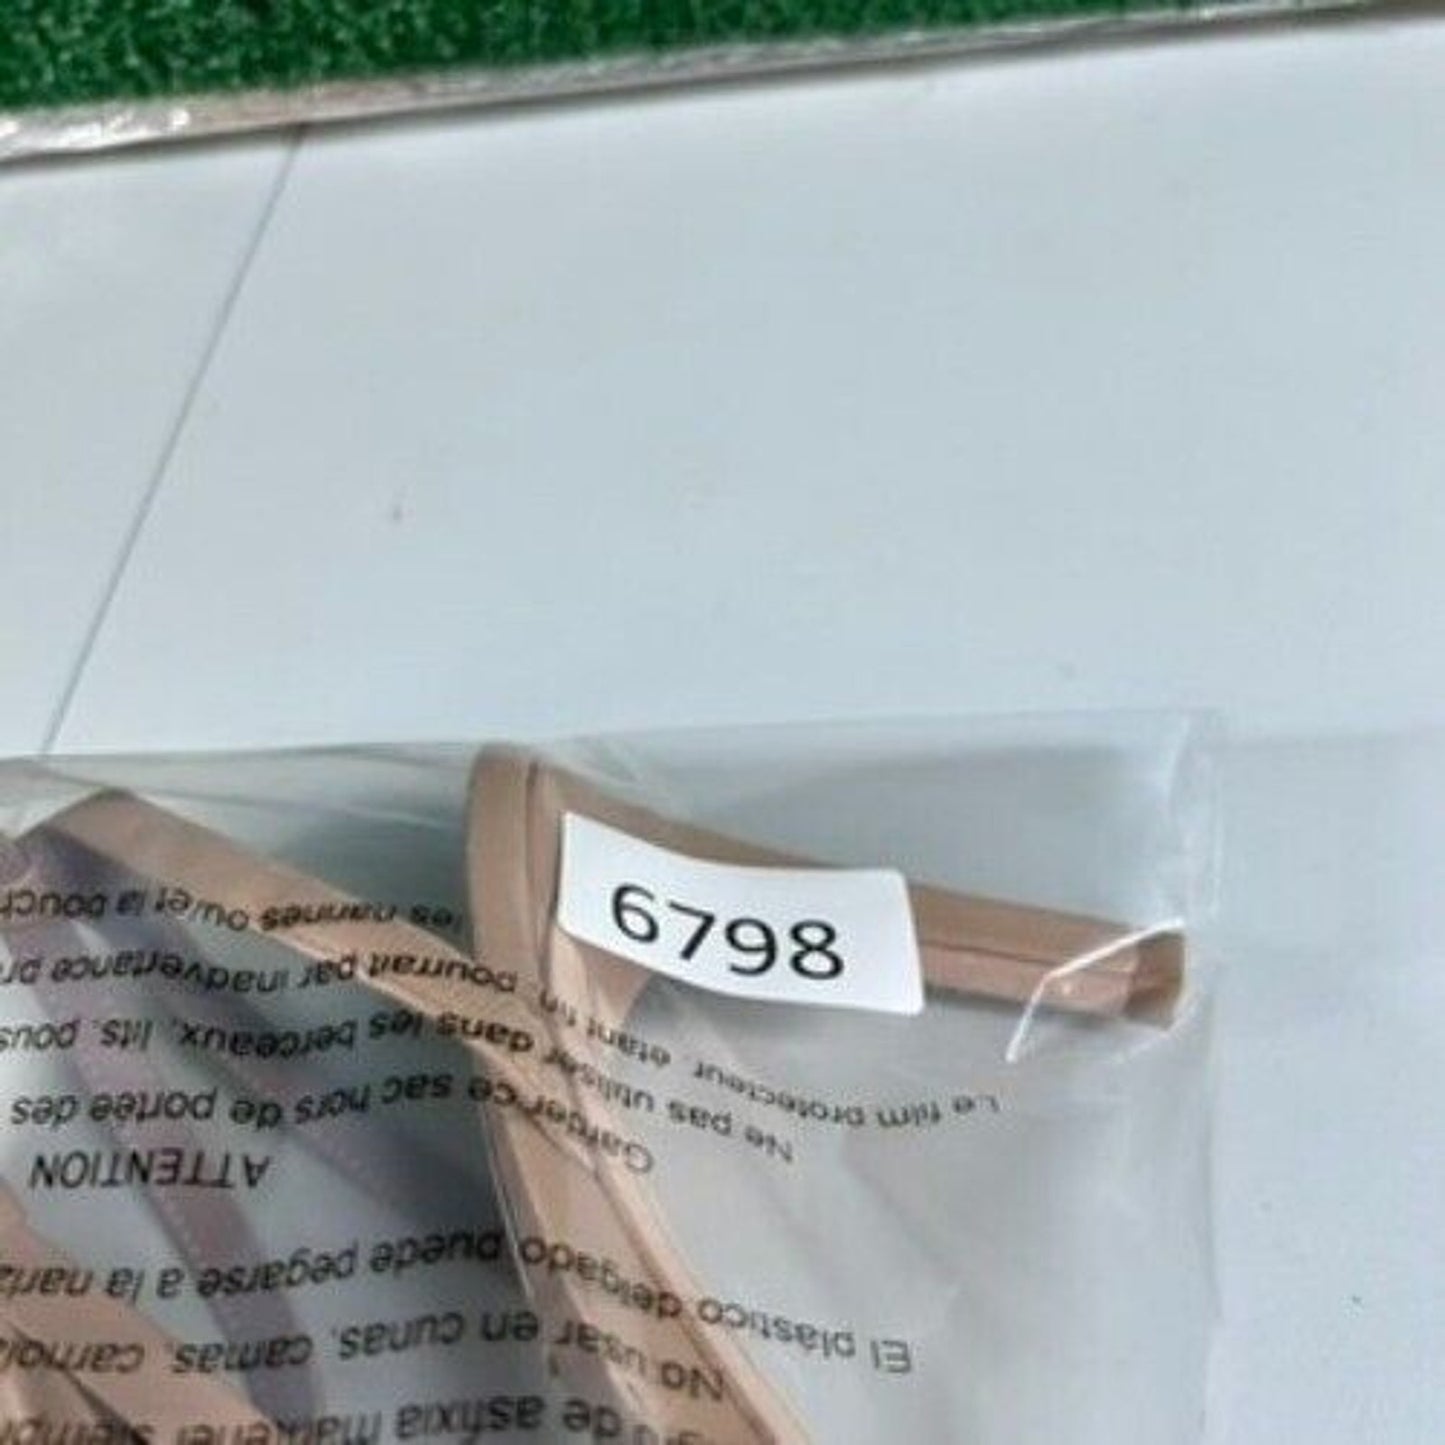 6798
de asfixia
No usar en cunas, camas,
El plástico delgado puede pegarse a la
ATTENTION
Garder ce sac hors de portée des
Ne pas utiliser dans les berceaux, lits,
Le film protecteur, étant fin, pourrait par inadvertance
les narines ou/et la